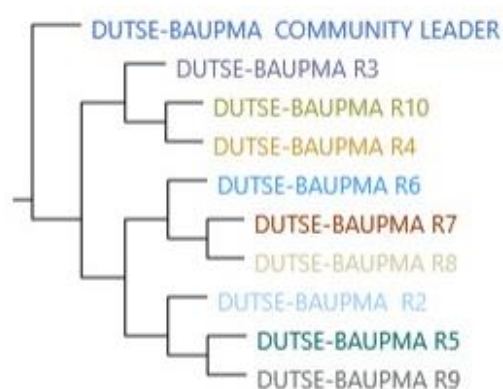 DUTSE-BAUPMA COMMUNITY LEADER
DUTSE-BAUPMA R3
DUTSE-BAUPMA R10
DUTSE-BAUPMA R4
DUTSE-BAUPMA R6
DUTSE-BAUPMA R7
DUTSE-BAUPMA R8
DUTSE-BAUPMA R2
DUTSE-BAUPMA R5
DUTSE-BAUPMA R9